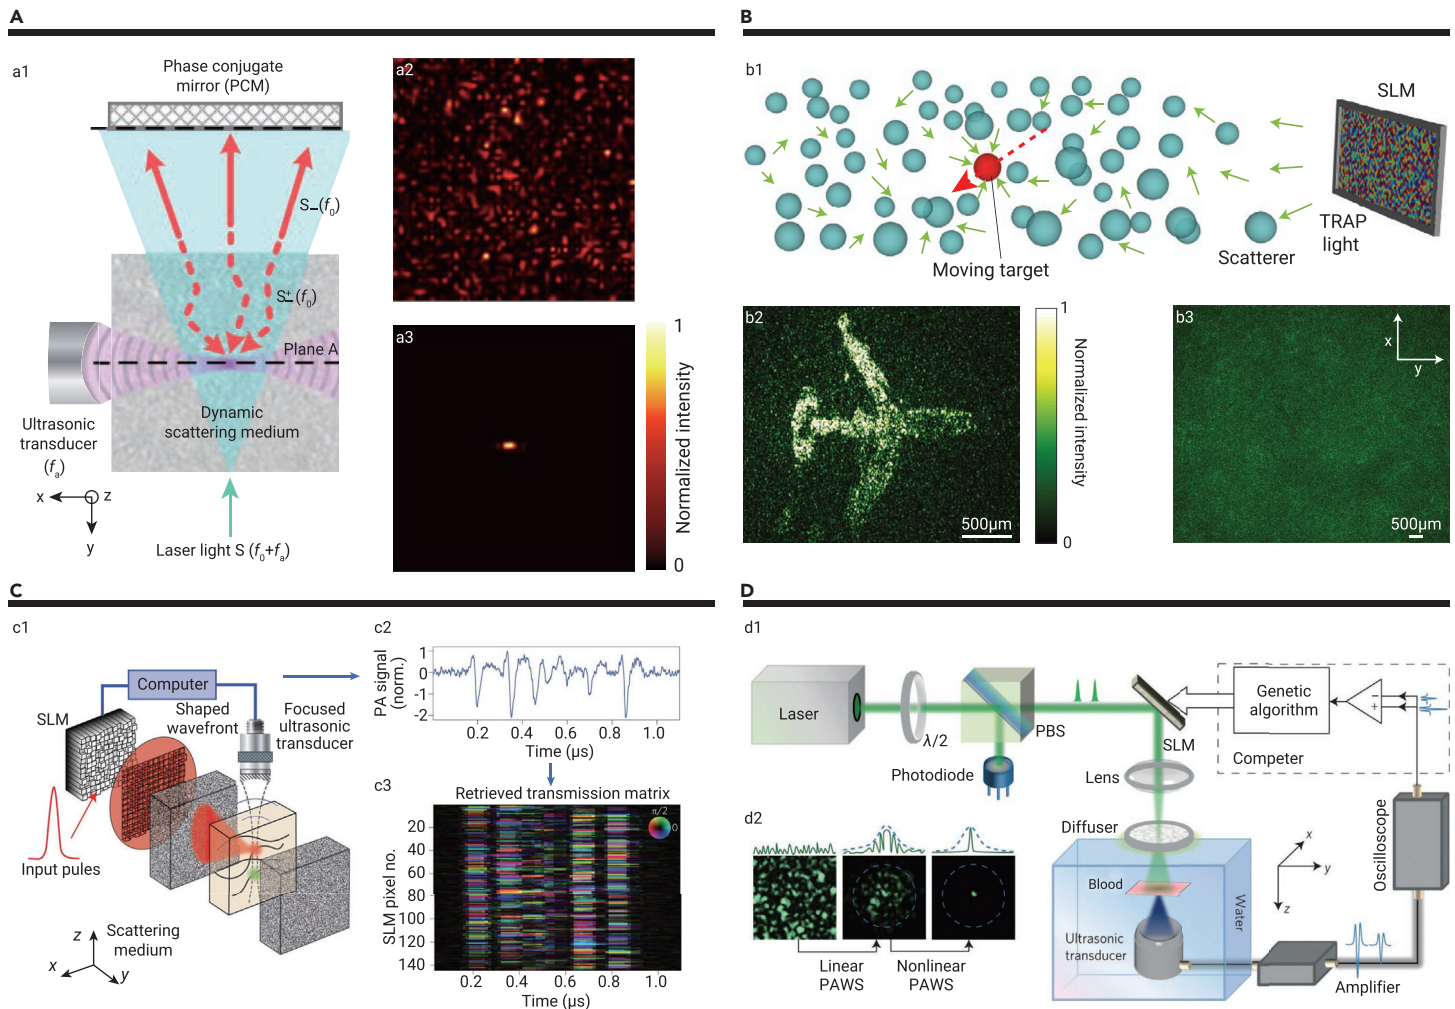 A
a1
Phase conjugate
mirror (PCM)
S−(f0)
S±(f0)
Plane A
Dynamic
scattering medium
Ultrasonic
transducer
(fa)
x
z
y
Laser light S (f0+fa)
a2
a3
1
Normalized intensity
0
B
b1
SLM
TRAP
light
Scatterer
Moving target
b2
500μm
1
Normalized intensity
0
b3
x
y
500μm
C
c1
Computer
SLM
Shaped
wavefront
Focused
ultrasonic
transducer
Input pules
Scattering
medium
z
x
y
c2
PA signal
(norm.)
1
0
-1
-2
0.2
0.4
0.6
0.8
1.0
Time (μs)
c3
Retrieved transmission matrix
π/2
0
SLM pixel no.
20
40
60
80
100
120
140
0.2
0.4
0.6
0.8
1.0
Time (μs)
D
d1
Laser
λ/2
PBS
Photodiode
SLM
Genetic
algorithm
−
+
Competer
Lens
Diffuser
Blood
Ultrasonic
transducer
Water
x
y
z
Oscilloscope
Amplifier
d2
Linear
PAWS
Nonlinear
PAWS